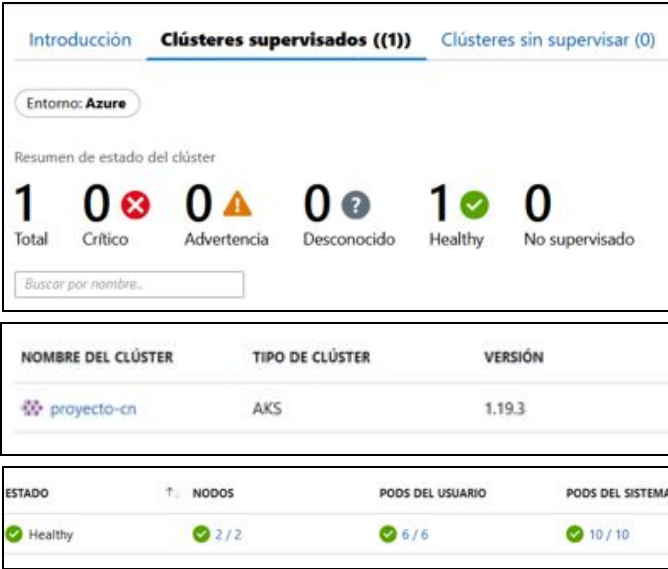 Introducción Clústeres supervisados ((1)) Clústeres sin supervisar (0)
Entorno: Azure
Resumen de estado del clúster
1 0 0 0 1 0
Total Crítico Advertencia Desconocido Healthy No supervisado
Buscar por nombre...
NOMBRE DEL CLÚSTER TIPO DE CLÚSTER VERSIÓN
proyecto-cn AKS 1.19.3
ESTADO NODOS PODS DEL USUARIO PODS DEL SISTEMA
Healthy 2 / 2 6 / 6 10 / 10